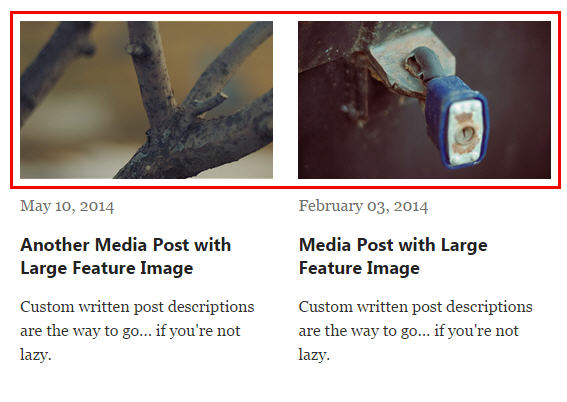 May 10, 2014
Another Media Post with
Large Feature Image
Custom written post descriptions
are the way to go... if you're not
lazy.
February 03, 2014
Media Post with Large
Feature Image
Custom written post descriptions
are the way to go... if you're not
lazy.